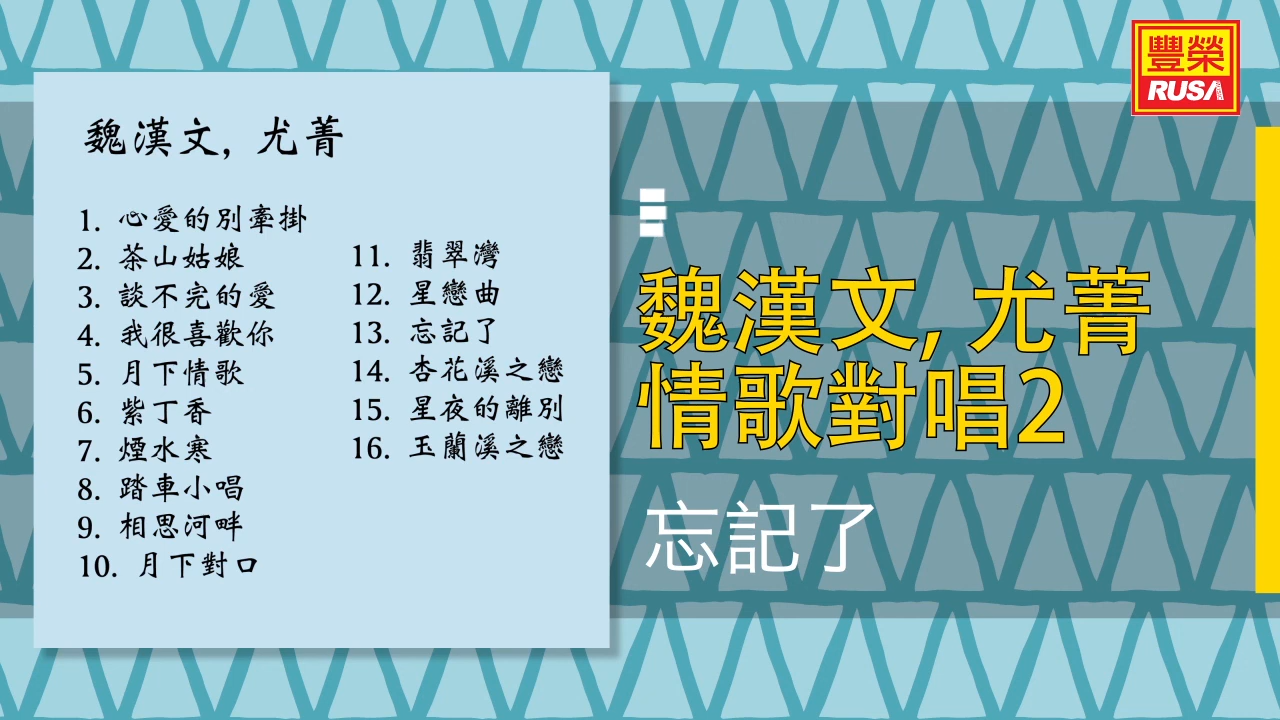 魏漢文, 尤菁
1. 心愛的別牽掛
2. 茶山姑娘
3. 談不完的愛
4. 我很喜歡你
5. 月下情歌
6. 紫丁香
7. 煙水寒
8. 踏車小唱
9. 相思河畔
10. 月下對口
11. 翡翠灣
12. 星戀曲
13. 忘記了
14. 杏花溪之戀
15. 星夜的離別
16. 玉蘭溪之戀
豐榮
RUSA
魏漢文, 尤菁
情歌對唱2
忘記了